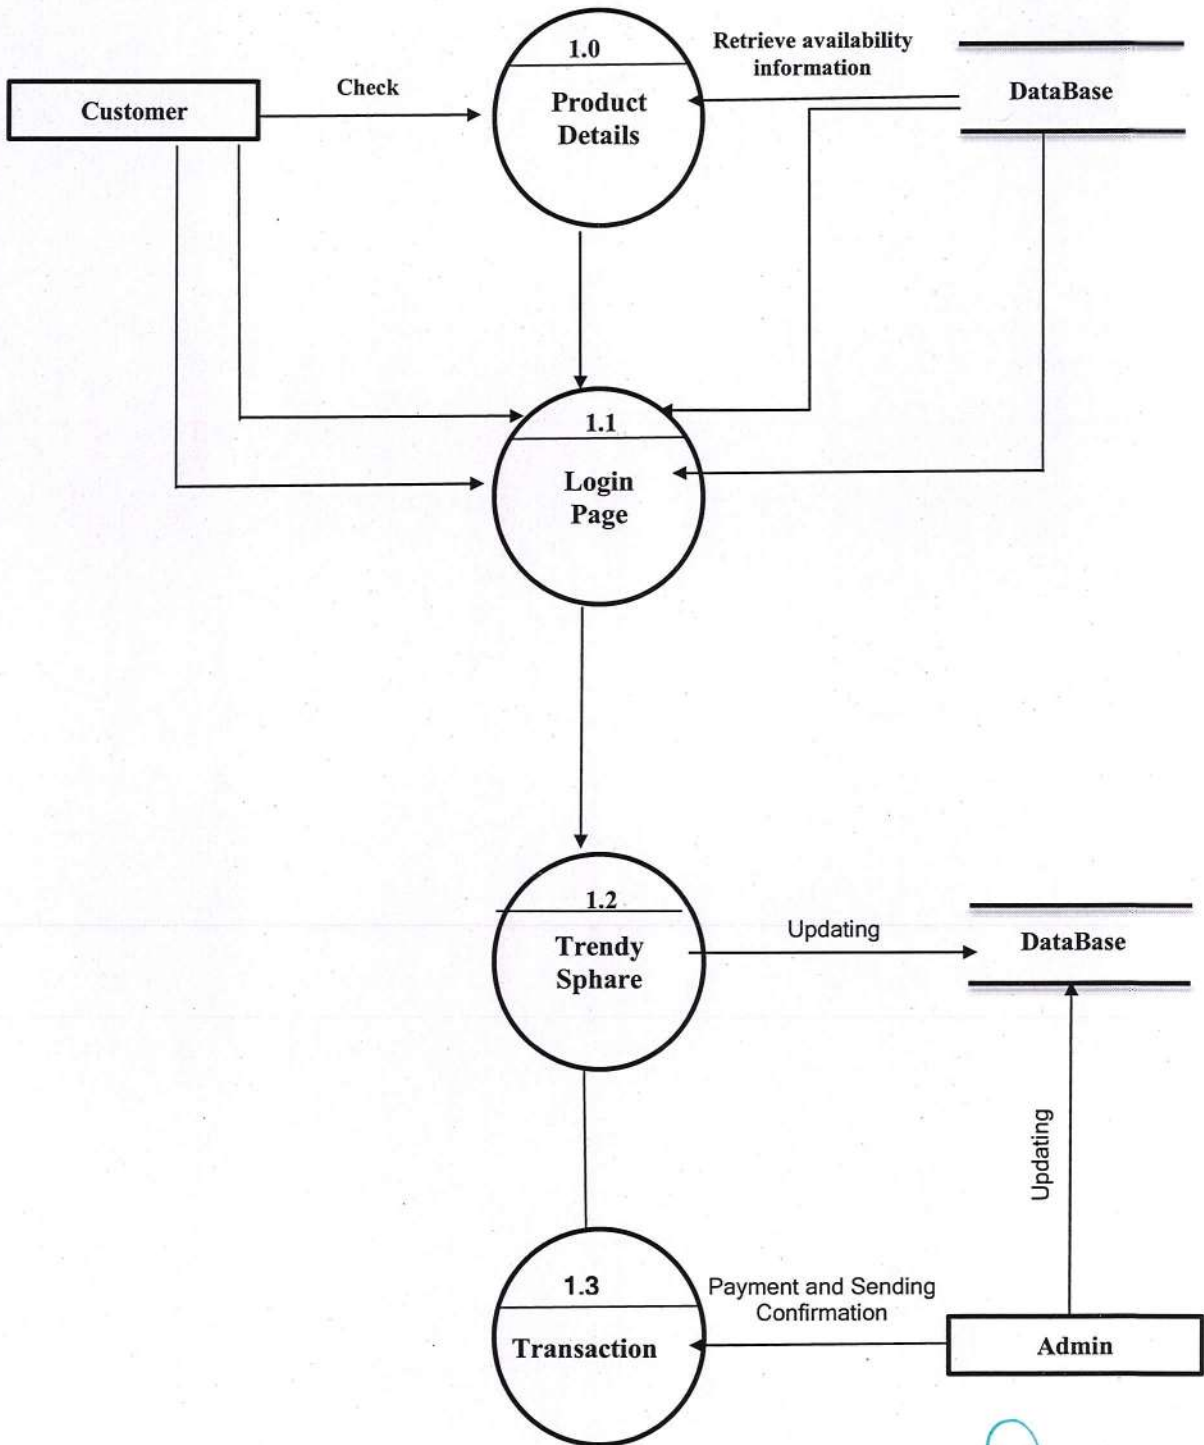 1.0
Retrieve availability
information
Check
Customer
Product
Details
DataBase
1.1
Login
Page
1.2
Trendy
Sphare
Updating
DataBase
Updating
1.3
Transaction
Payment and Sending
Confirmation
Admin